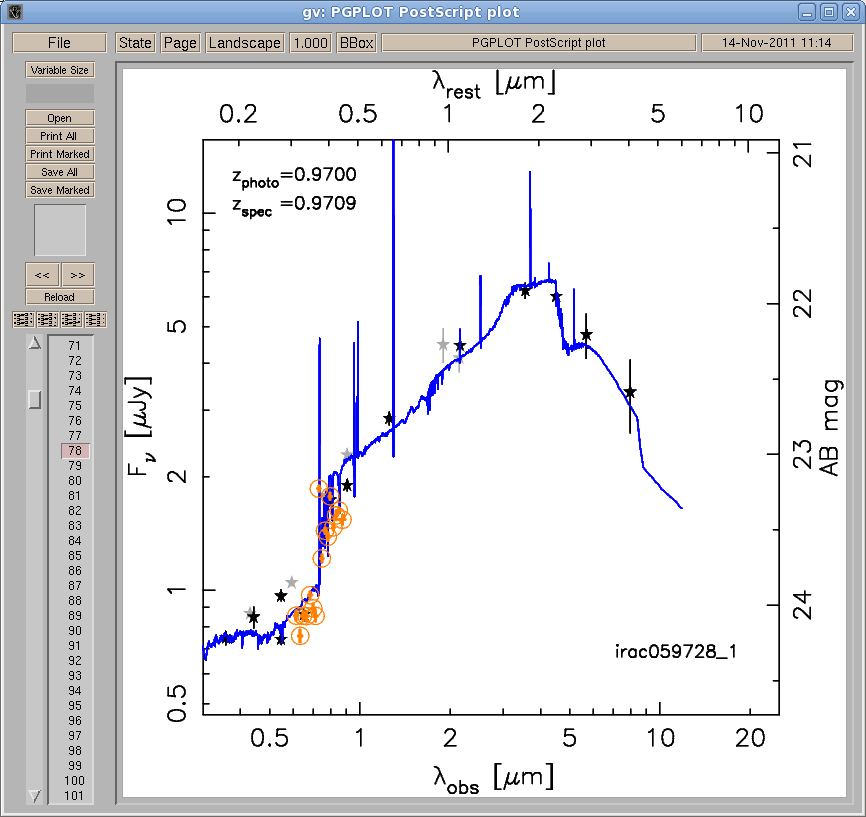 gv: PGPLOT PostScript plot
File State Page Landscape 1.000 BBox PGPLOT PostScript plot 14-Nov-2011 11:14
Variable Size
Open
Print All
Print Marked
Save All
Save Marked
<< >>
Reload
71
72
73
74
75
76
77
78
79
80
81
82
83
84
85
86
87
88
89
90
91
92
93
94
95
96
97
98
99
100
101
λrest [μm]
0.2 0.5 1 2 5 10
zphoto=0.9700
zspec =0.9709
Fν [μJy]
10
5
2
1
0.5
21
22
23
24
AB mag
irac059728_1
0.5 1 2 5 10 20
λobs [μm]